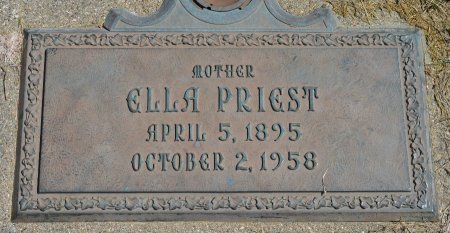 MOTHER
ELLA PRIEST
APRIL 5, 1895
OCTOBER 2, 1958